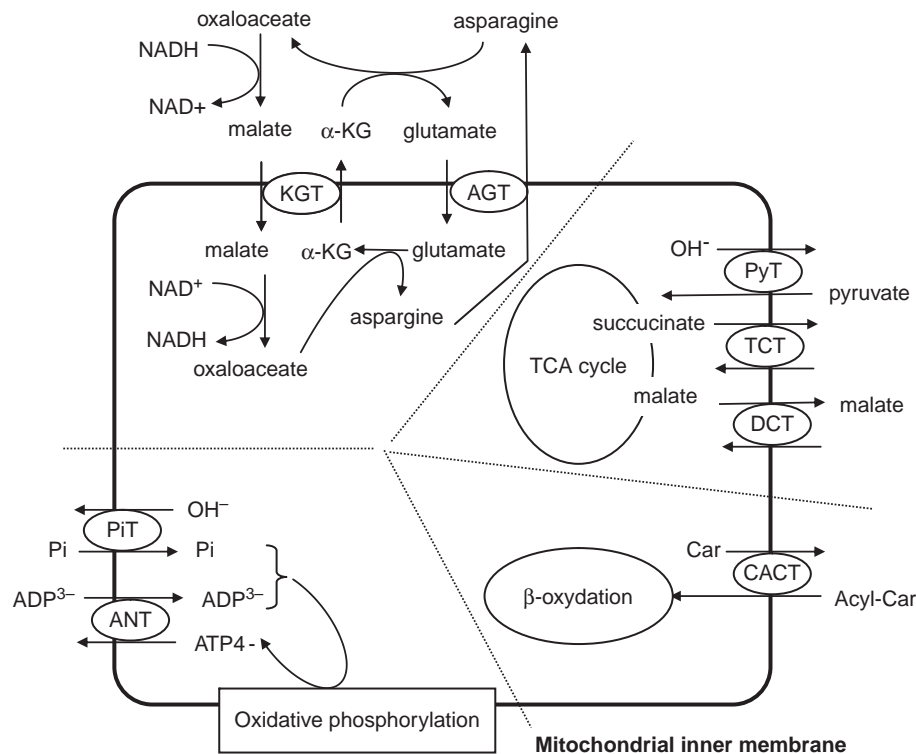 oxaloaceate
asparagine
NADH
NAD+
malate
α-KG
glutamate
KGT
AGT
malate
α-KG
glutamate
NAD⁺
aspargine
NADH
oxaloaceate
OH⁻
PyT
pyruvate
succucinate
TCT
TCA cycle
malate
malate
DCT
OH⁻
PiT
Pi
Pi
ADP³⁻
ADP³⁻
ANT
ATP4 -
Car
CACT
β-oxydation
Acyl-Car
Oxidative phosphorylation
Mitochondrial inner membrane